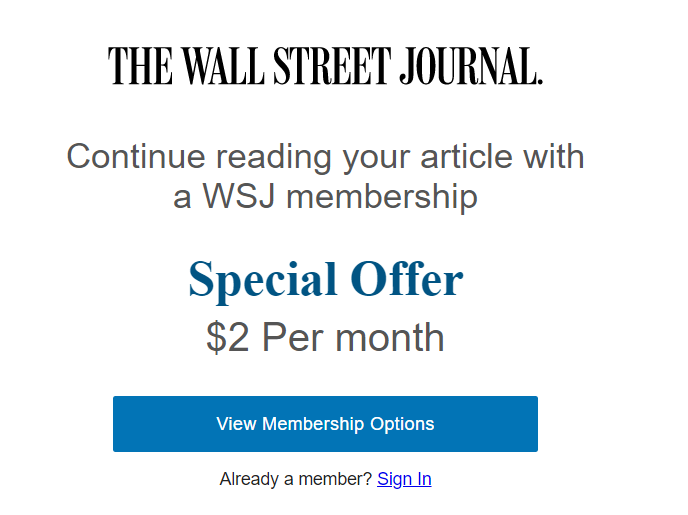 THE WALL STREET JOURNAL.
Continue reading your article with
a WSJ membership
Special Offer
$2 Per month
View Membership Options
Already a member? Sign In